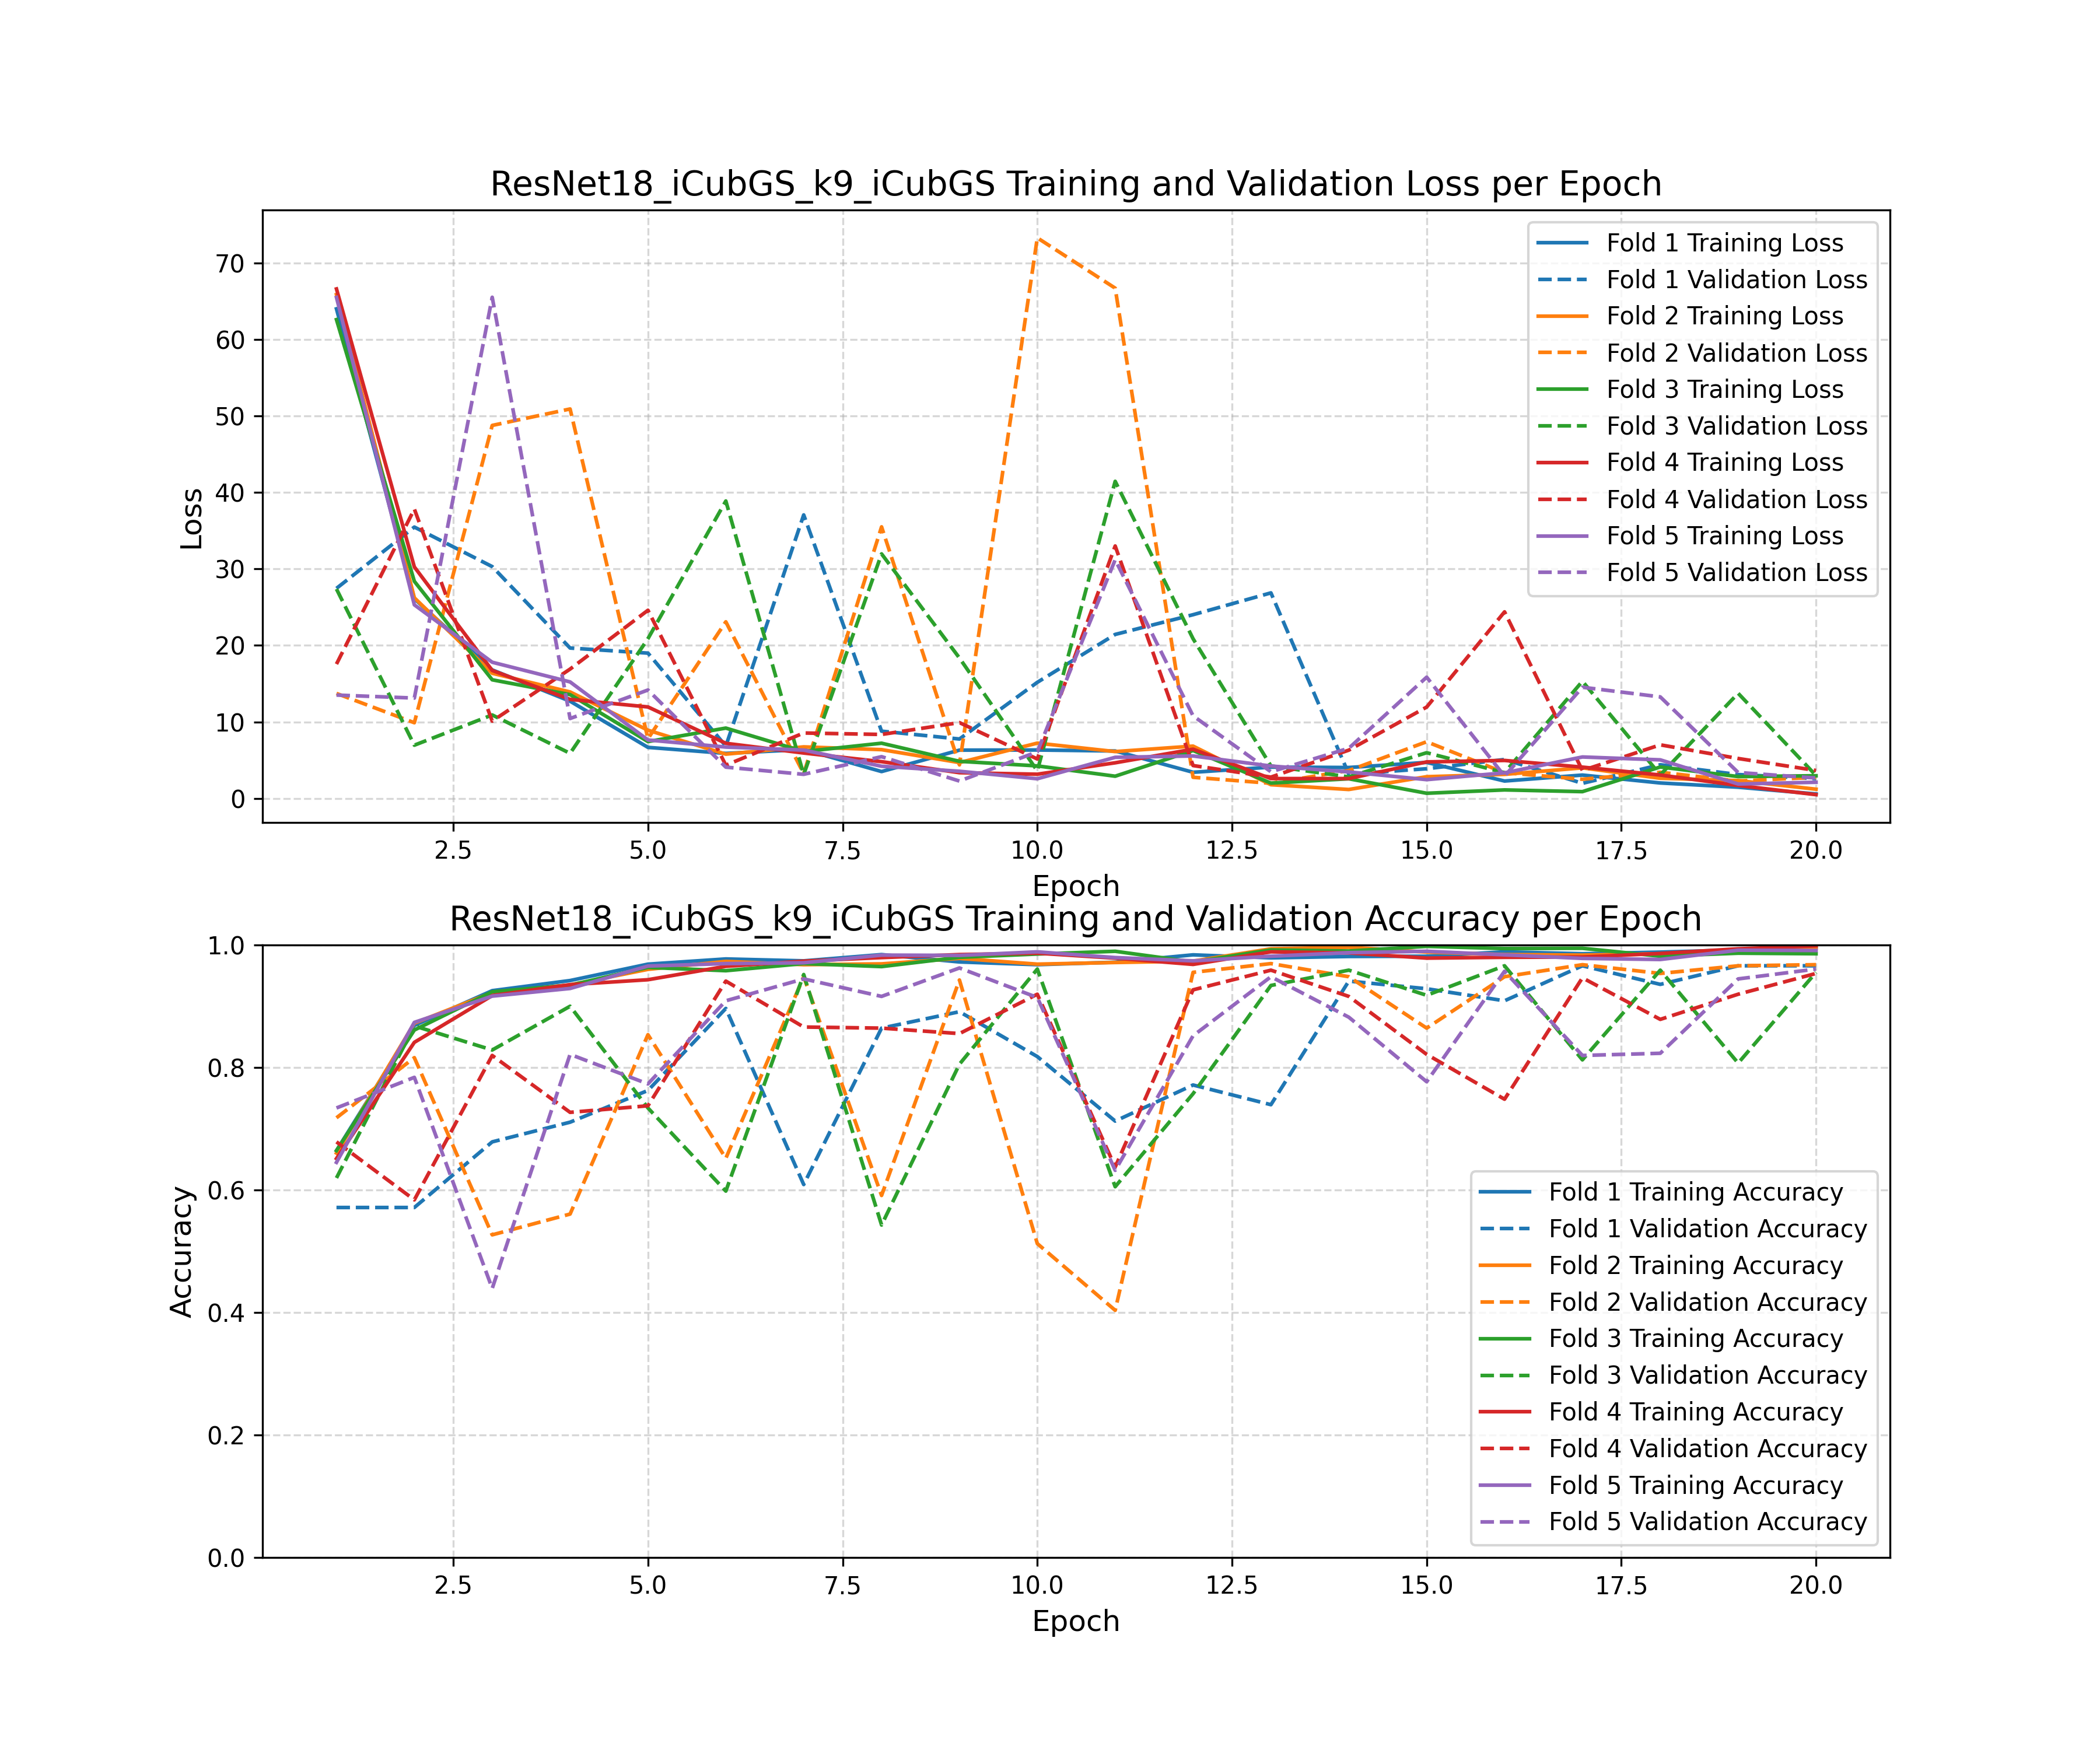 ResNet18_iCubGS_k9_iCubGS Training and Validation Loss per Epoch
70
60
50
40
30
20
10
0
Loss
Fold 1 Training Loss
Fold 1 Validation Loss
Fold 2 Training Loss
Fold 2 Validation Loss
Fold 3 Training Loss
Fold 3 Validation Loss
Fold 4 Training Loss
Fold 4 Validation Loss
Fold 5 Training Loss
Fold 5 Validation Loss
2.5 5.0 7.5 10.0 12.5 15.0 17.5 20.0
Epoch
ResNet18_iCubGS_k9_iCubGS Training and Validation Accuracy per Epoch
1.0
0.8
0.6
0.4
0.2
0.0
Accuracy
Fold 1 Training Accuracy
Fold 1 Validation Accuracy
Fold 2 Training Accuracy
Fold 2 Validation Accuracy
Fold 3 Training Accuracy
Fold 3 Validation Accuracy
Fold 4 Training Accuracy
Fold 4 Validation Accuracy
Fold 5 Training Accuracy
Fold 5 Validation Accuracy
2.5 5.0 7.5 10.0 12.5 15.0 17.5 20.0
Epoch